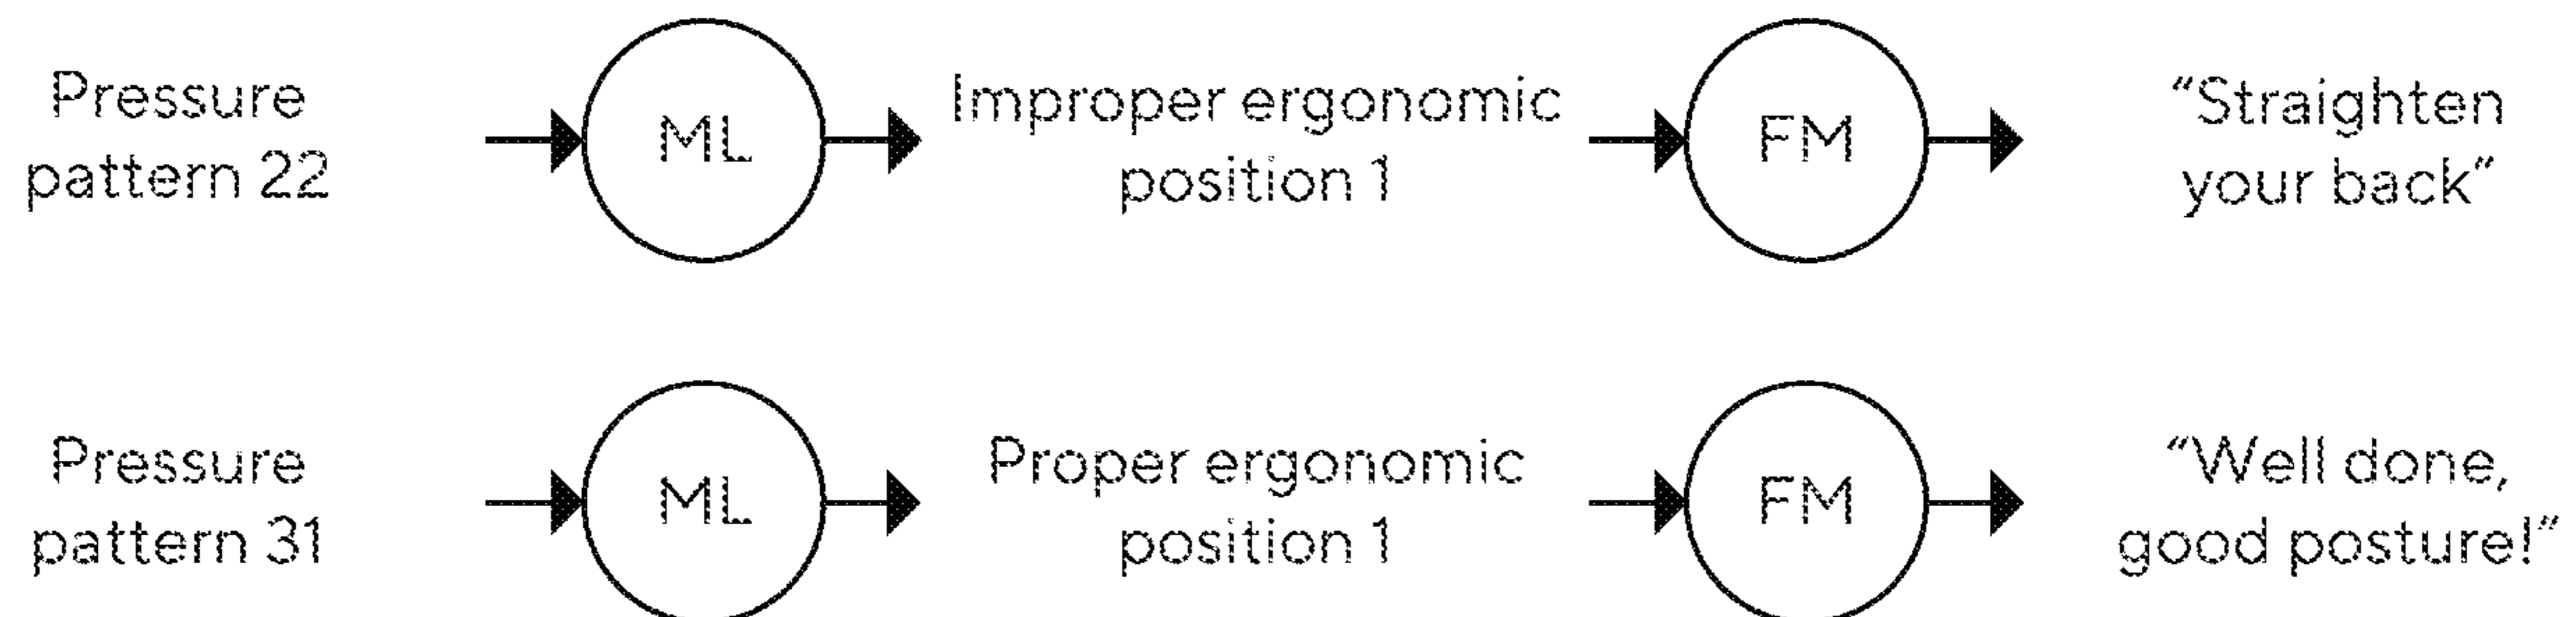 Pressure
pattern 22
ML
Improper ergonomic
position 1
FM
“Straighten
your back“
Pressure
pattern 31
ML
Proper ergonomic
position 1
FM
“Well done,
good posture!“